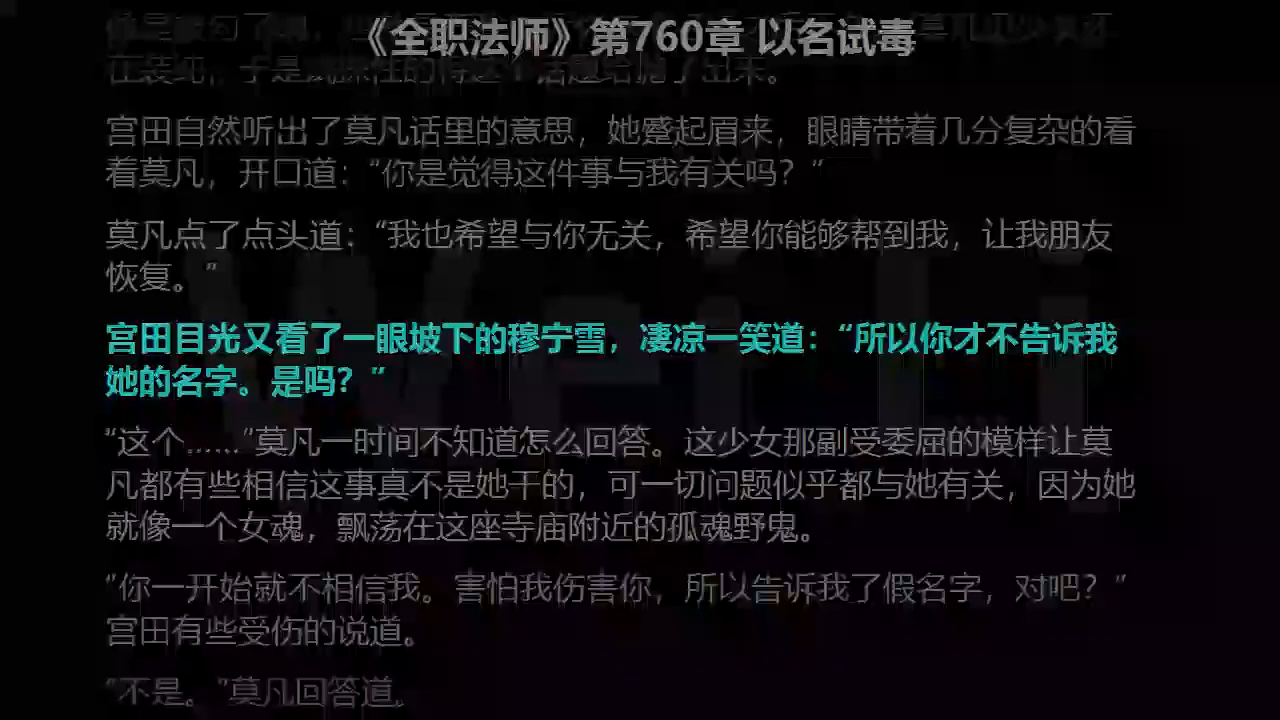 《全职法师》第760章 以名试毒
宫田自然听出了莫凡话里的意思，她蹙起眉来，眼睛带着几分复杂的看
着莫凡，开口道：“你是觉得这件事与我有关吗？”
莫凡点了点头道：“我也希望与你无关，希望你能够帮到我，让我朋友
恢复。”
宫田目光又看了一眼坡下的穆宁雪，凄凉一笑道：“所以你才不告诉我
她的名字。是吗？”
“这个……”莫凡一时间不知道怎么回答。这少女那副受委屈的模样让莫
凡都有些相信这事真不是她干的，可一切问题似乎都与她有关，因为她
就像一个女魂，飘荡在这座寺庙附近的孤魂野鬼。
“你一开始就不相信我。害怕我伤害你，所以告诉我了假名字，对吧？”
宫田有些受伤的说道。
“不是。”莫凡回答道。